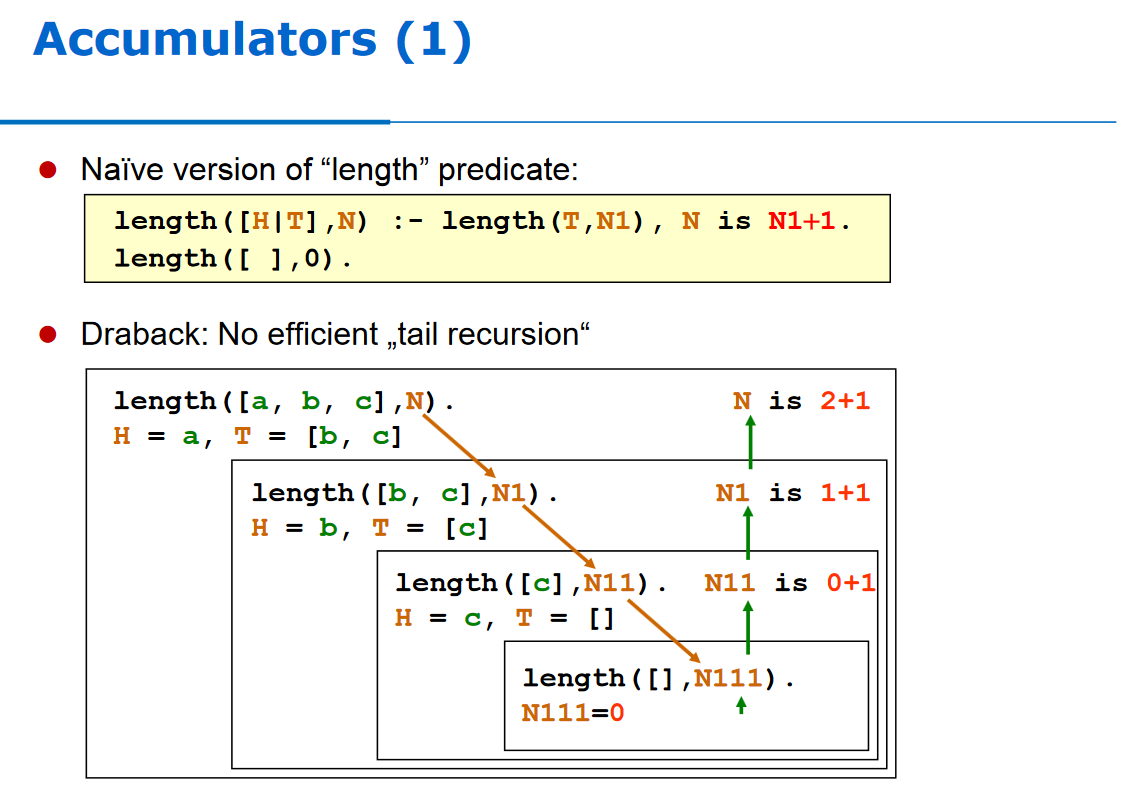 Accumulators (1)
Naïve version of “length” predicate:
length([H|T],N) :- length(T,N1), N is N1+1.
length([ ],0).
Draback: No efficient „tail recursion“
length([a, b, c],N). N is 2+1
H = a, T = [b, c]
length([b, c],N1). N1 is 1+1
H = b, T = [c]
length([c],N11). N11 is 0+1
H = c, T = []
length([],N111).
N111=0